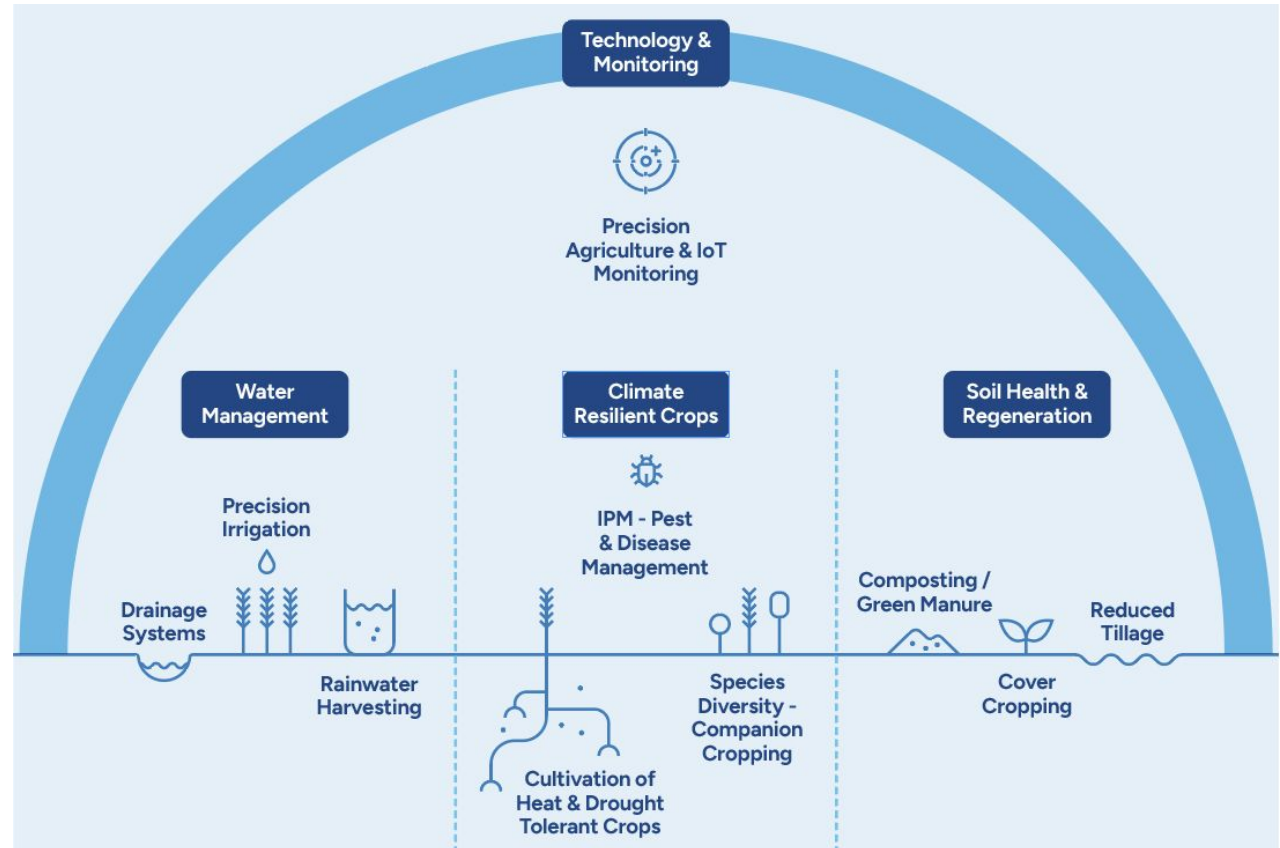 Technology &
Monitoring
Precision
Agriculture & IoT
Monitoring
Water
Management
Precision
Irrigation
Drainage
Systems
Rainwater
Harvesting
Climate
Resilient Crops
IPM - Pest
& Disease
Management
Cultivation of
Heat & Drought
Tolerant Crops
Species
Diversity -
Companion
Cropping
Soil Health &
Regeneration
Composting /
Green Manure
Cover
Cropping
Reduced
Tillage